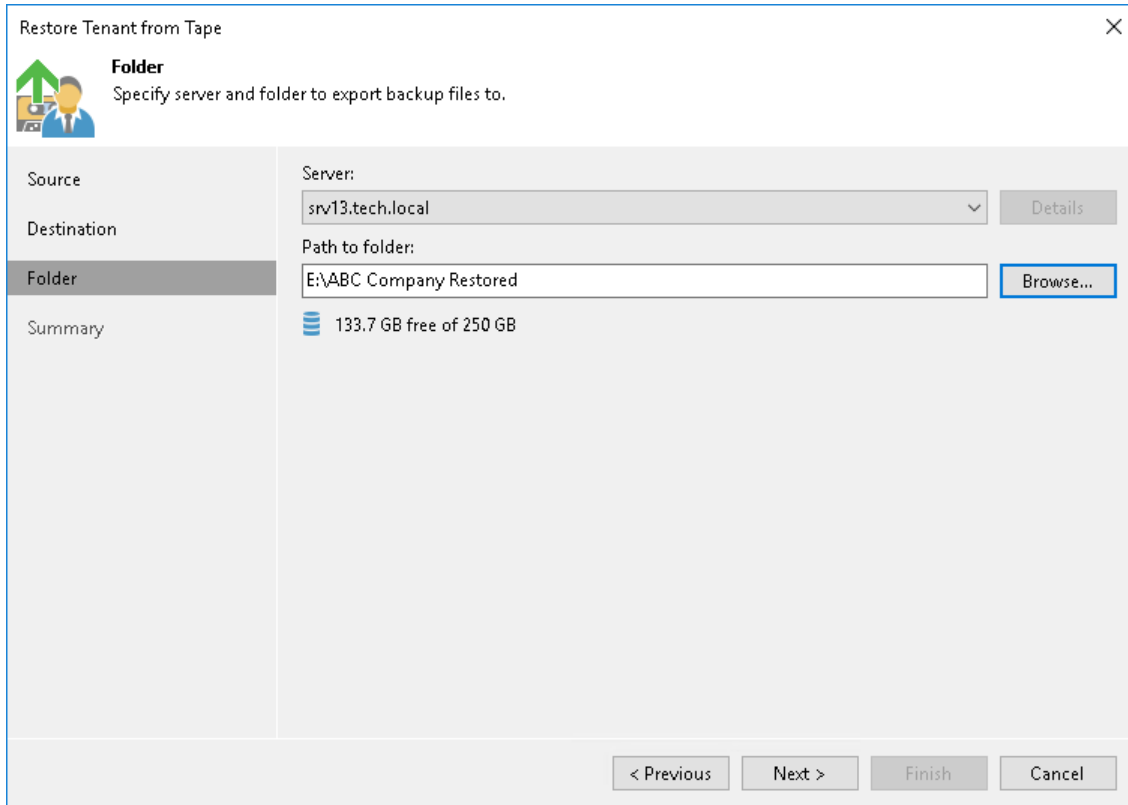 Restore Tenant from Tape
Folder
Specify server and folder to export backup files to.
Source
Destination
Folder
Summary
Server:
srv13.tech.local
Details
Path to folder:
E:\ABC Company Restored
Browse...
133.7 GB free of 250 GB
< Previous
Next >
Finish
Cancel